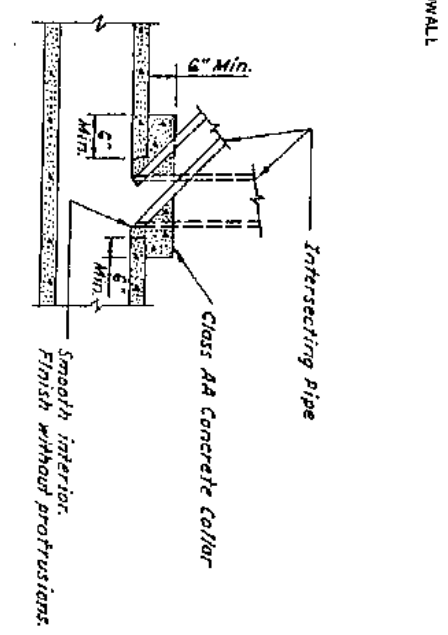 WALL
6" Min.
6"
Min.
6"
Min.
Intersecting Pipe
Class AA Concrete Collar
Smooth interior.
Finish without protrusions.